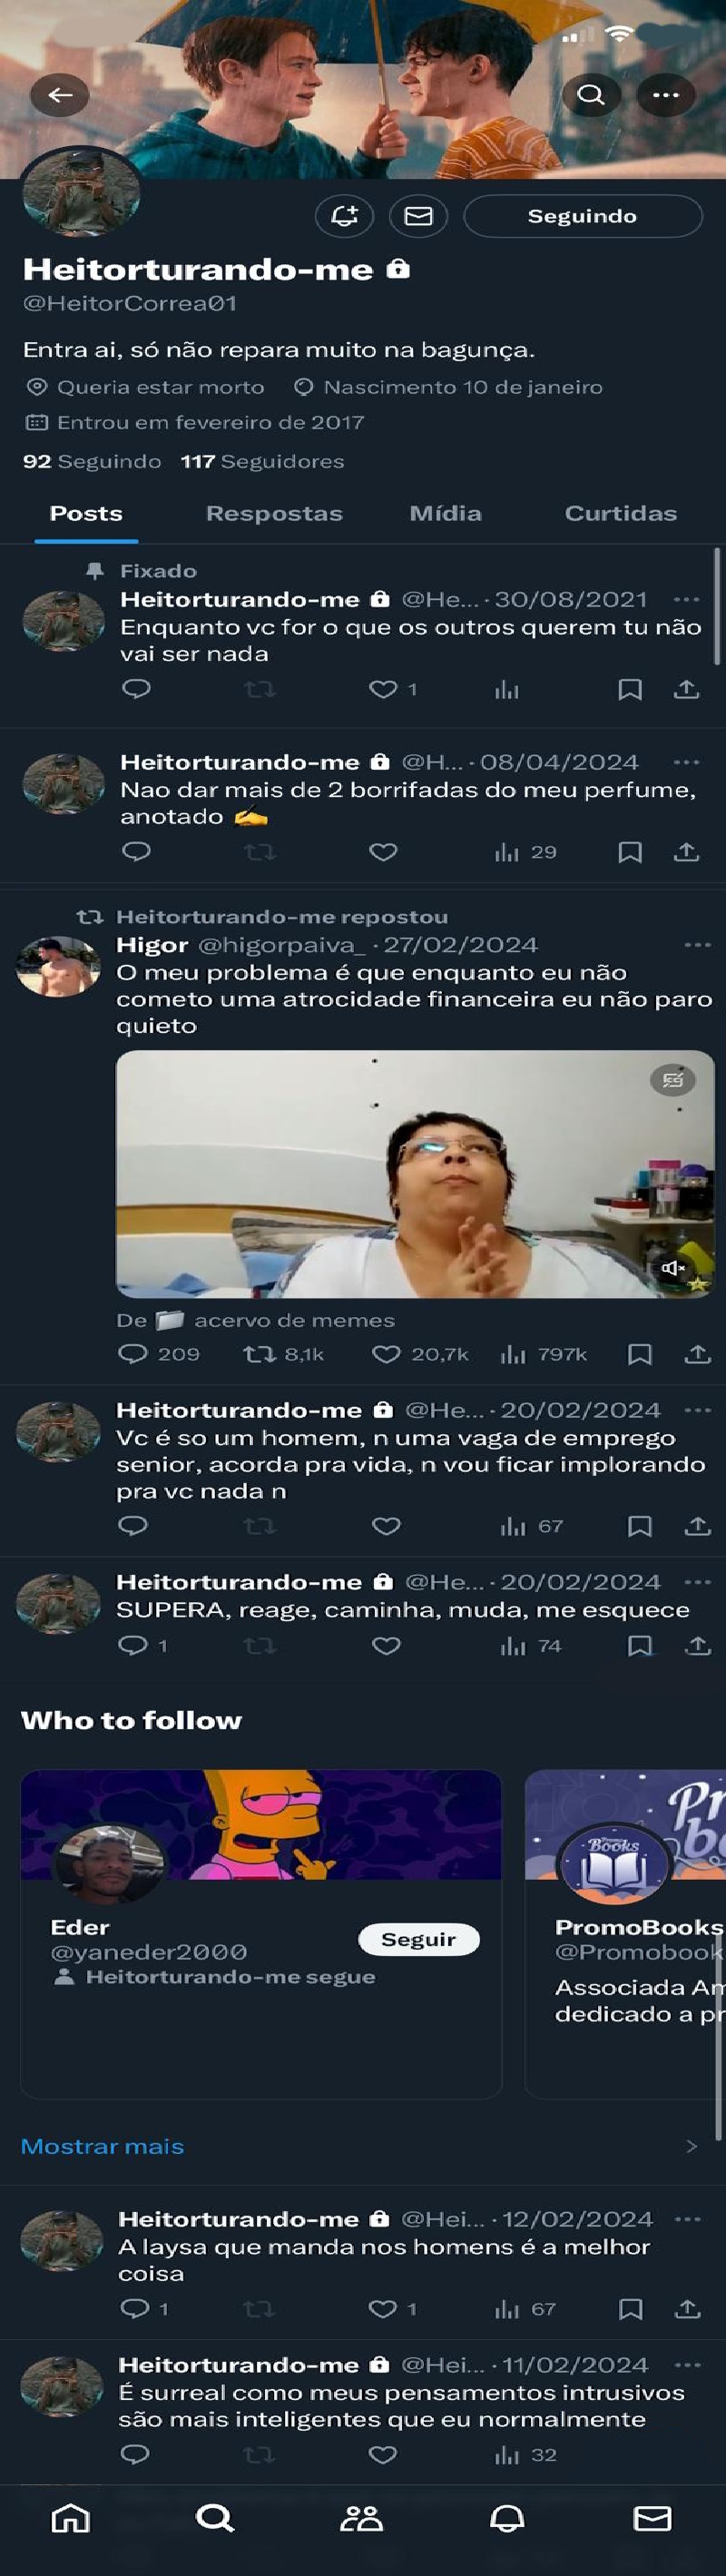 Seguindo
Heitorturando-me
@HeitorCorrea01
Entra ai, só não repara muito na bagunça.
Queria estar morto Nascimento 10 de janeiro
Entrou em fevereiro de 2017
92 Seguindo 117 Seguidores
Posts Respostas Mídia Curtidas
Fixado
Heitorturando-me @He... · 30/08/2021
Enquanto vc for o que os outros querem tu não
vai ser nada
1
Heitorturando-me @H... · 08/04/2024
Nao dar mais de 2 borrifadas do meu perfume,
anotado ✍️
29
Heitorturando-me repostou
Higor @higorpaiva_ · 27/02/2024
O meu problema é que enquanto eu não
cometo uma atrocidade financeira eu não paro
quieto
De 📁 acervo de memes
209 8,1k 20,7k 797k
Heitorturando-me @He... · 20/02/2024
Vc é so um homem, n uma vaga de emprego
senior, acorda pra vida, n vou ficar implorando
pra vc nada n
67
Heitorturando-me @He... · 20/02/2024
SUPERA, reage, caminha, muda, me esquece
1 74
Who to follow
Books
Eder
@yaneder2000
Seguir
Heitorturando-me segue
PromoBooks
@Promobook
Associada Am
dedicado a pr
Mostrar mais
Heitorturando-me @Hei... · 12/02/2024
A laysa que manda nos homens é a melhor
coisa
1 1 67
Heitorturando-me @Hei... · 11/02/2024
É surreal como meus pensamentos intrusivos
são mais inteligentes que eu normalmente
32